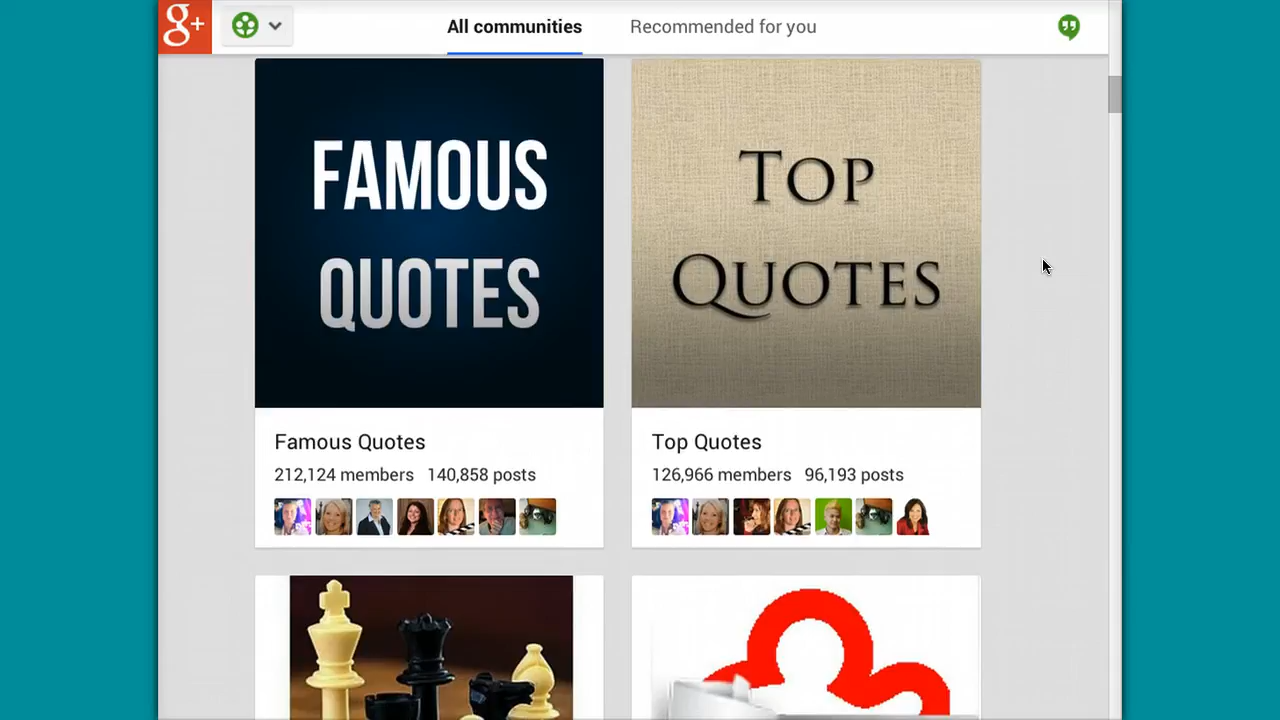 g+
All communities
Recommended for you
FAMOUS
QUOTES
TOP
QUOTES
Famous Quotes
212,124 members 140,858 posts
Top Quotes
126,966 members 96,193 posts